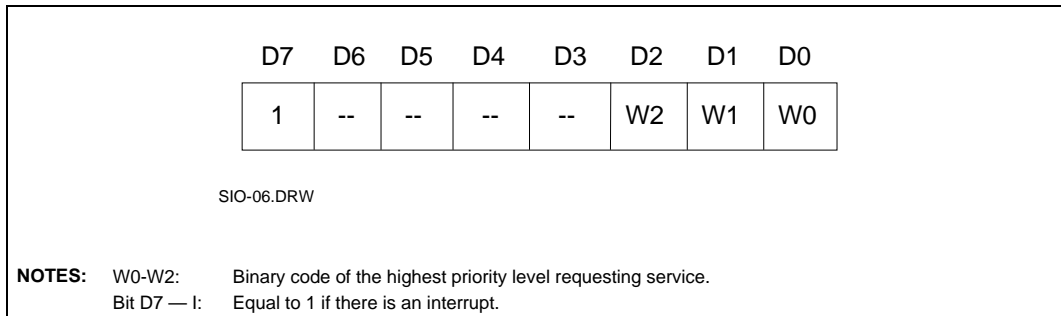 D7 D6 D5 D4 D3 D2 D1 D0
1 -- -- -- -- W2 W1 W0
SIO-06.DRW
NOTES: W0-W2: Binary code of the highest priority level requesting service.
Bit D7 — I: Equal to 1 if there is an interrupt.